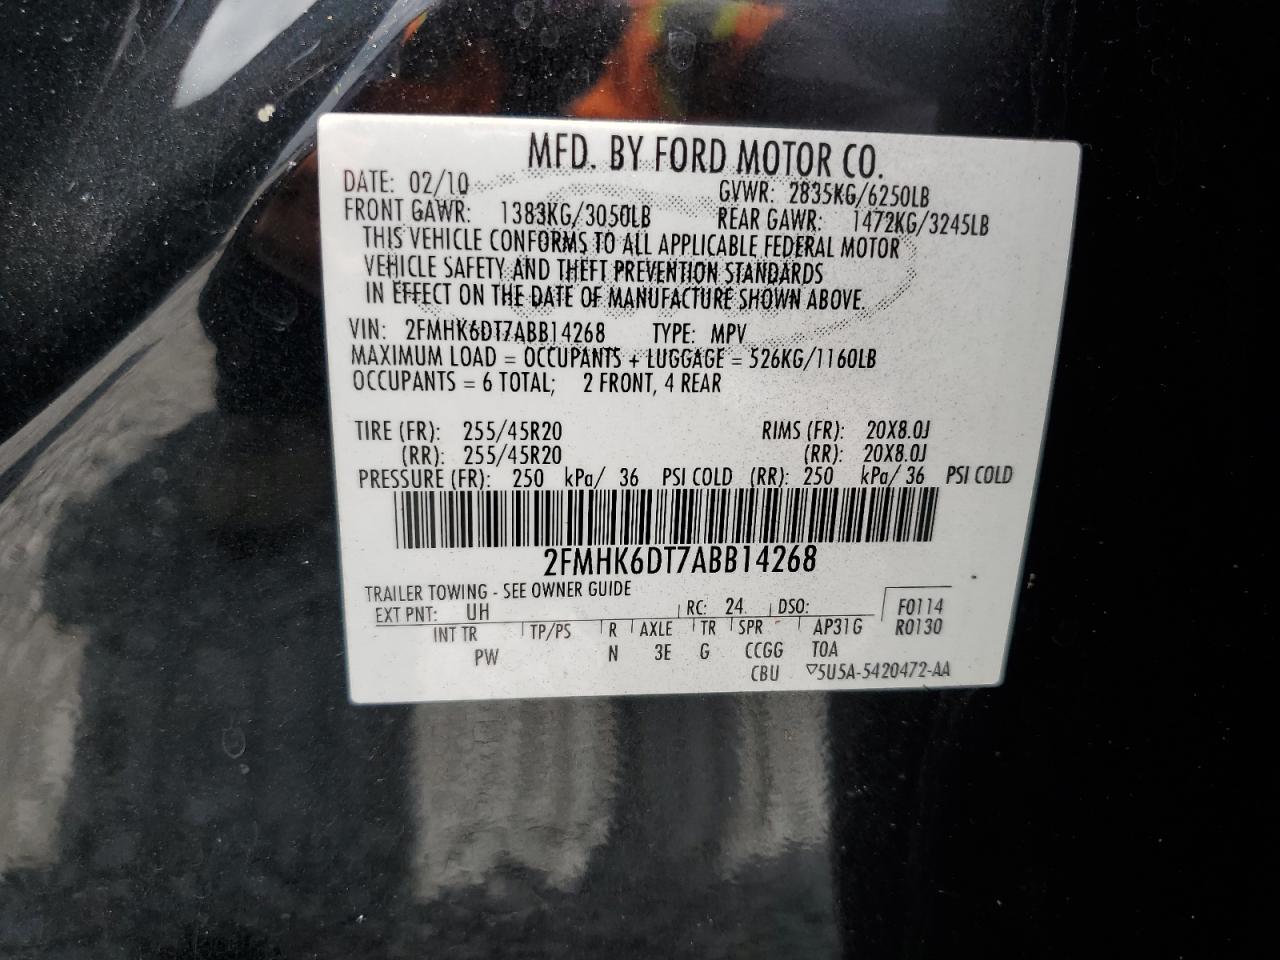 MFD. BY FORD MOTOR CO.
DATE: 02/10 GVWR: 2835KG/6250LB
FRONT GAWR: 1383KG/3050LB REAR GAWR: 1472KG/3245LB
THIS VEHICLE CONFORMS TO ALL APPLICABLE FEDERAL MOTOR
VEHICLE SAFETY AND THEFT PREVENTION STANDARDS
IN EFFECT ON THE DATE OF MANUFACTURE SHOWN ABOVE.
VIN: 2FMHK6DT7ABB14268 TYPE: MPV
MAXIMUM LOAD = OCCUPANTS + LUGGAGE = 526KG/1160LB
OCCUPANTS = 6 TOTAL; 2 FRONT, 4 REAR
TIRE (FR): 255/45R20 RIMS (FR): 20X8.0J
(RR): 255/45R20 (RR): 20X8.0J
PRESSURE (FR): 250 kPa/ 36 PSI COLD (RR): 250 kPa/ 36 PSI COLD
2FMHK6DT7ABB14268
TRAILER TOWING - SEE OWNER GUIDE
EXT PNT: UH RC: 24 DSO: F0114
INT TR TP/PS R AXLE TR SPR AP31G R0130
PW N 3E G CCGG TOA
CBU ▽5U5A-5420472-AA